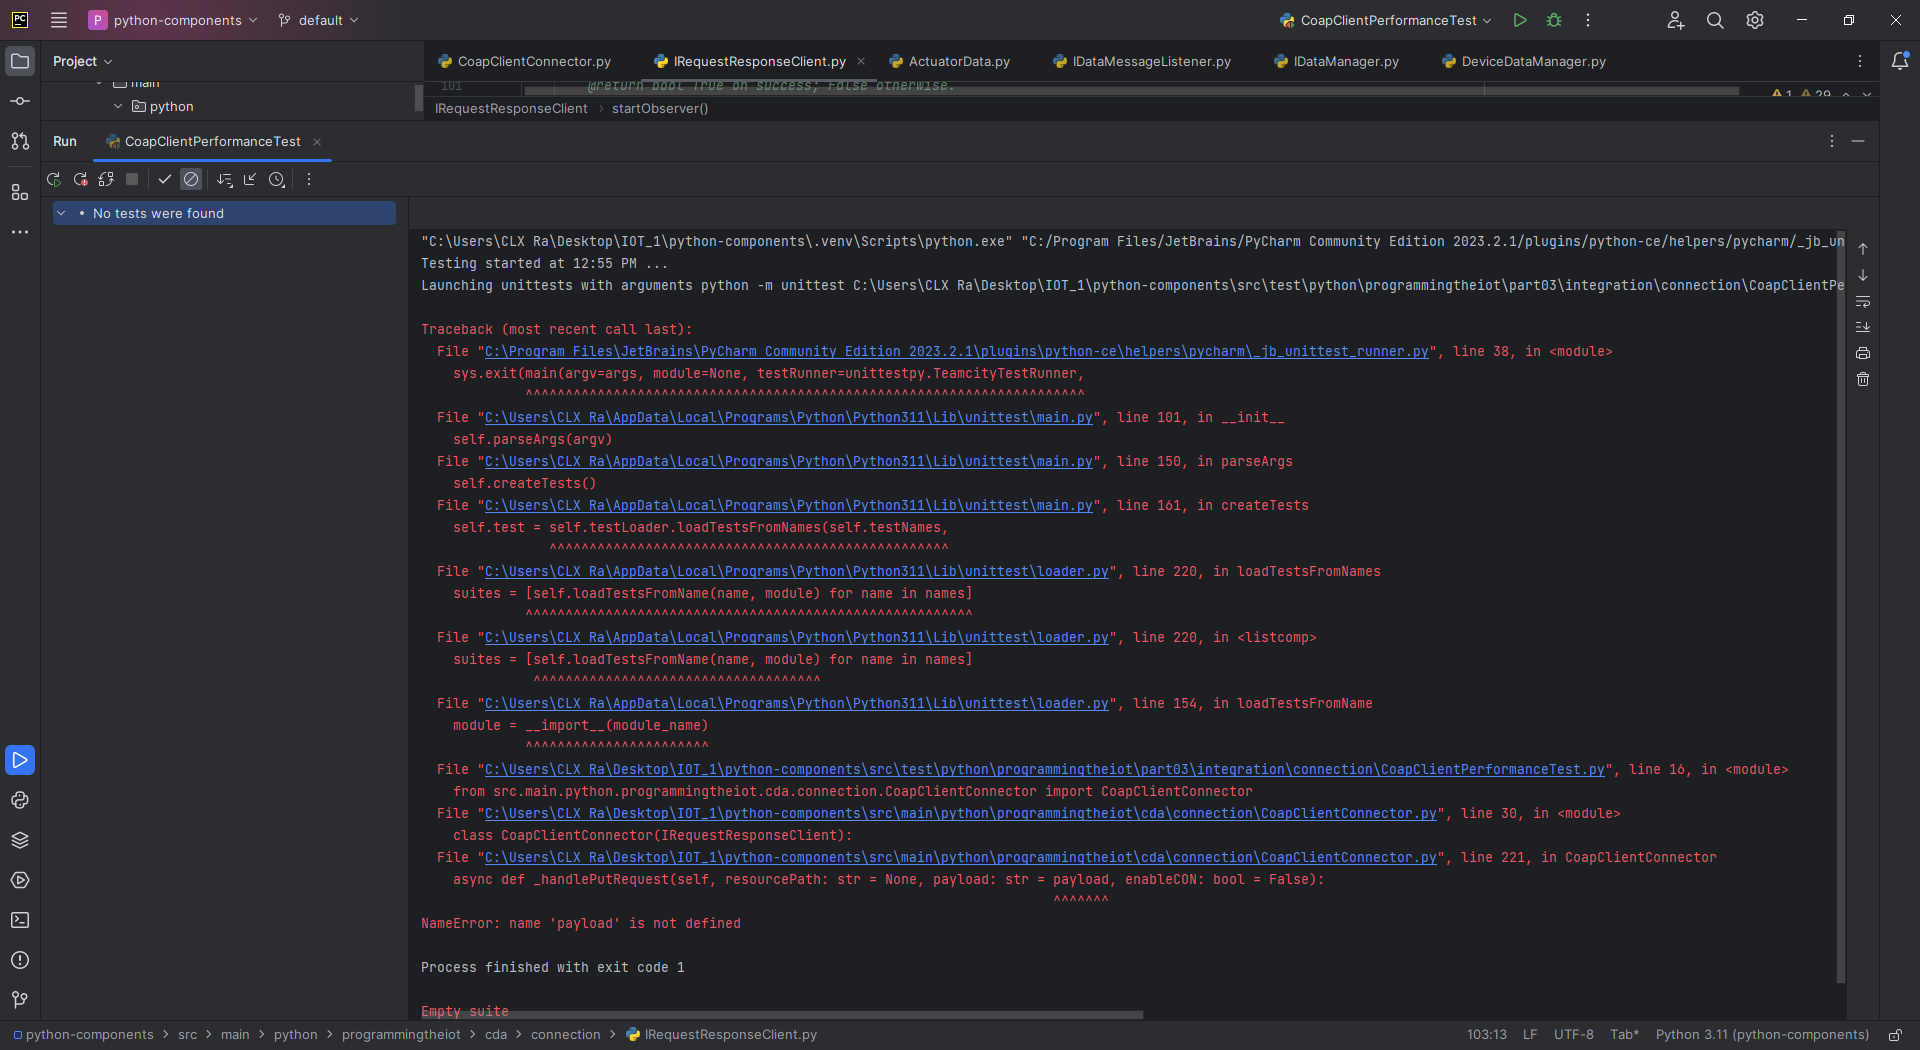 PC
P python-components
default
CoapClientPerformanceTest
Project
CoapClientConnector.py
IRequestResponseClient.py
ActuatorData.py
IDataMessageListener.py
IDataManager.py
DeviceDataManager.py
main
101
@return bool True on success; False otherwise.
1
29
python
IRequestResponseClient
startObserver()
Run
CoapClientPerformanceTest
No tests were found
"C:\Users\CLX Ra\Desktop\IOT_1\python-components\.venv\Scripts\python.exe" "C:/Program Files/JetBrains/PyCharm Community Edition 2023.2.1/plugins/python-ce/helpers/pycharm/_jb_un
Testing started at 12:55 PM ...
Launching unittests with arguments python -m unittest C:\Users\CLX Ra\Desktop\IOT_1\python-components\src\test\python\programmingtheiot\part03\integration\connection\CoapClientPe
Traceback (most recent call last):
File "C:\Program Files\JetBrains\PyCharm Community Edition 2023.2.1\plugins\python-ce\helpers\pycharm\_jb_unittest_runner.py", line 38, in <module>
sys.exit(main(argv=args, module=None, testRunner=unittestpy.TeamcityTestRunner,
^^^^^^^^^^^^^^^^^^^^^^^^^^^^^^^^^^^^^^^^^^^^^^^^^^^^^^^^^^^^^^^^^^^^^^
File "C:\Users\CLX Ra\AppData\Local\Programs\Python\Python311\Lib\unittest\main.py", line 101, in __init__
self.parseArgs(argv)
File "C:\Users\CLX Ra\AppData\Local\Programs\Python\Python311\Lib\unittest\main.py", line 150, in parseArgs
self.createTests()
File "C:\Users\CLX Ra\AppData\Local\Programs\Python\Python311\Lib\unittest\main.py", line 161, in createTests
self.test = self.testLoader.loadTestsFromNames(self.testNames,
^^^^^^^^^^^^^^^^^^^^^^^^^^^^^^^^^^^^^^^^^^^^^^^^^^
File "C:\Users\CLX Ra\AppData\Local\Programs\Python\Python311\Lib\unittest\loader.py", line 220, in loadTestsFromNames
suites = [self.loadTestsFromName(name, module) for name in names]
^^^^^^^^^^^^^^^^^^^^^^^^^^^^^^^^^^^^^^^^^^^^^^^^^^^^^^^^
File "C:\Users\CLX Ra\AppData\Local\Programs\Python\Python311\Lib\unittest\loader.py", line 220, in <listcomp>
suites = [self.loadTestsFromName(name, module) for name in names]
^^^^^^^^^^^^^^^^^^^^^^^^^^^^^^^^^^^^
File "C:\Users\CLX Ra\AppData\Local\Programs\Python\Python311\Lib\unittest\loader.py", line 154, in loadTestsFromName
module = __import__(module_name)
^^^^^^^^^^^^^^^^^^^^^^^
File "C:\Users\CLX Ra\Desktop\IOT_1\python-components\src\test\python\programmingtheiot\part03\integration\connection\CoapClientPerformanceTest.py", line 16, in <module>
from src.main.python.programmingtheiot.cda.connection.CoapClientConnector import CoapClientConnector
File "C:\Users\CLX Ra\Desktop\IOT_1\python-components\src\main\python\programmingtheiot\cda\connection\CoapClientConnector.py", line 30, in <module>
class CoapClientConnector(IRequestResponseClient):
File "C:\Users\CLX Ra\Desktop\IOT_1\python-components\src\main\python\programmingtheiot\cda\connection\CoapClientConnector.py", line 221, in CoapClientConnector
async def _handlePutRequest(self, resourcePath: str = None, payload: str = payload, enableCON: bool = False):
^^^^^^^
NameError: name 'payload' is not defined
Process finished with exit code 1
Empty suite
python-components > src > main > python > programmingtheiot > cda > connection > IRequestResponseClient.py
103:13
LF
UTF-8
Tab*
Python 3.11 (python-components)